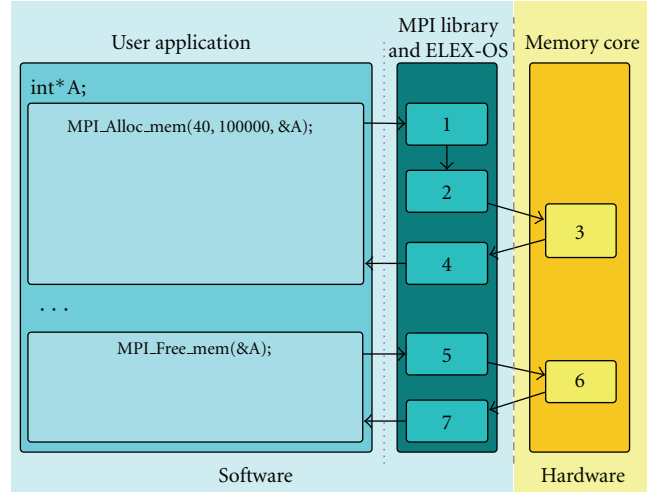 User application
MPI library
and ELEX-OS
Memory core
int* A;
MPI_Alloc_mem(40, 100000, &A);
1
2
3
4
. . .
MPI_Free_mem(&A);
5
6
7
Software
Hardware